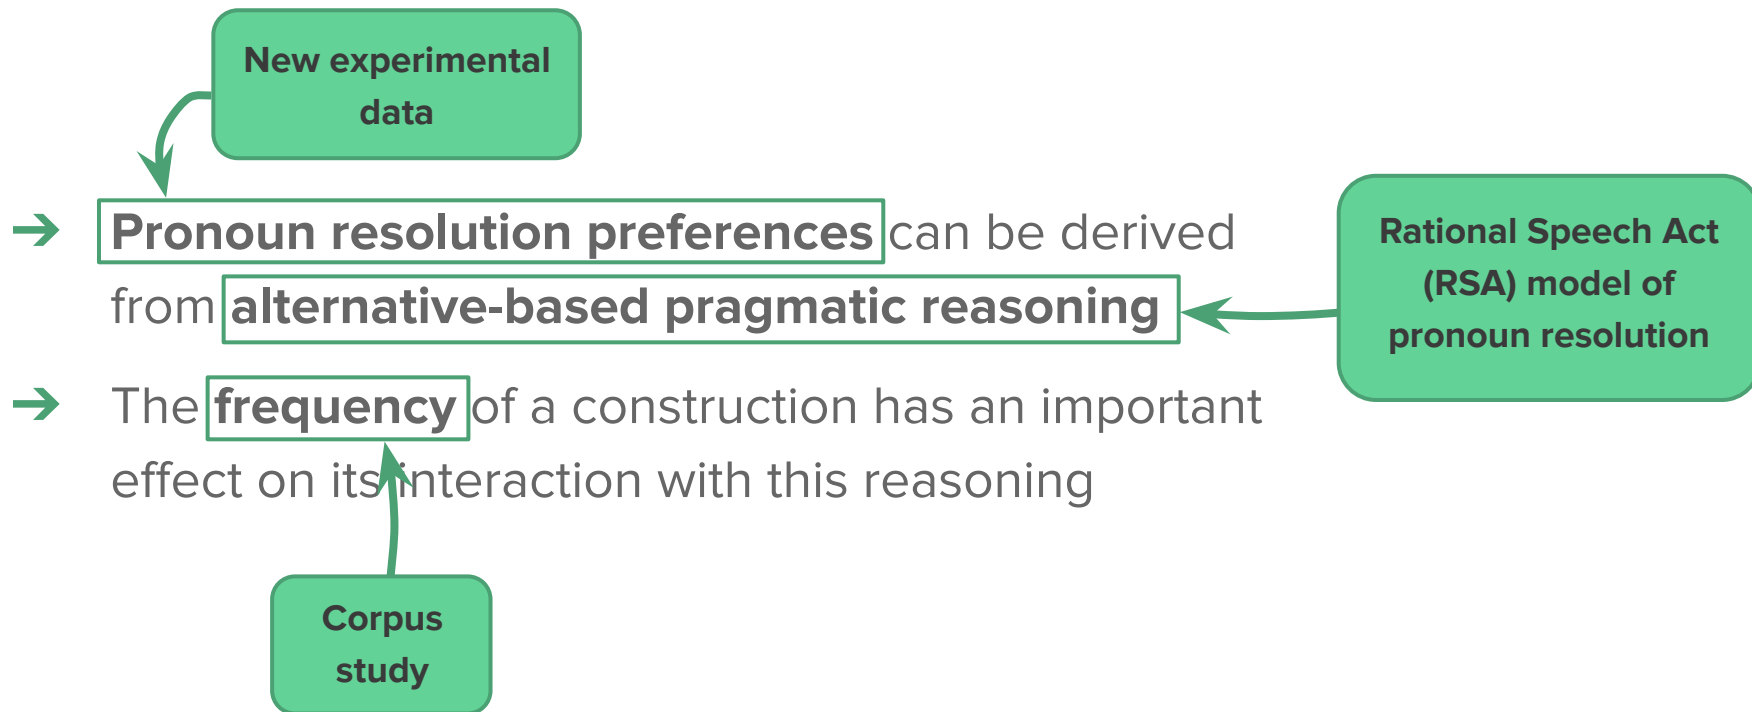 New experimental
data
➔ Pronoun resolution preferences can be derived
from alternative-based pragmatic reasoning
Rational Speech Act
(RSA) model of
pronoun resolution
➔ The frequency of a construction has an important
effect on its interaction with this reasoning
Corpus
study